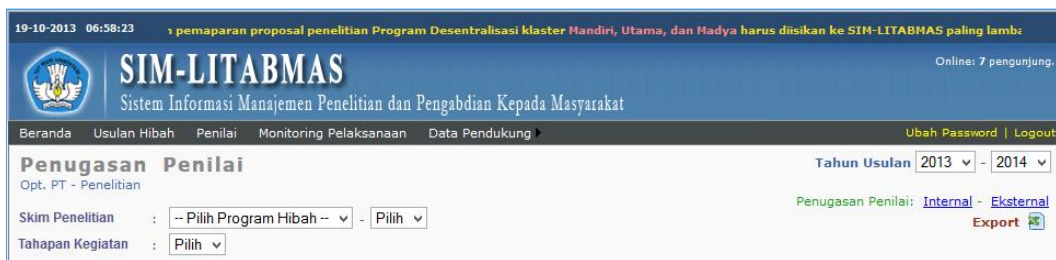 19-10-2013 06:58:23 pemaparan proposal penelitian Program Desentralisasi klaster Mandiri, Utama, dan Madya harus diisikan ke SIM-LITABMAS paling
SIM-LITABMAS
Online: 7 pengunjung.
Sistem Informasi Manajemen Penelitian dan Pengabdian Kepada Masyarakat
Beranda Usulan Hibah Penilai Monitoring Pelaksanaan Data Pendukung Ubah Password | Logout
Penugasan Penilai
Tahun Usulan 2013 - 2014
Opt. PT - Penelitian
Penugasan Penilai: Internal - Eksternal
Skim Penelitian : -- Pilih Program Hibah -- - Pilih
Export
Tahapan Kegiatan : Pilih